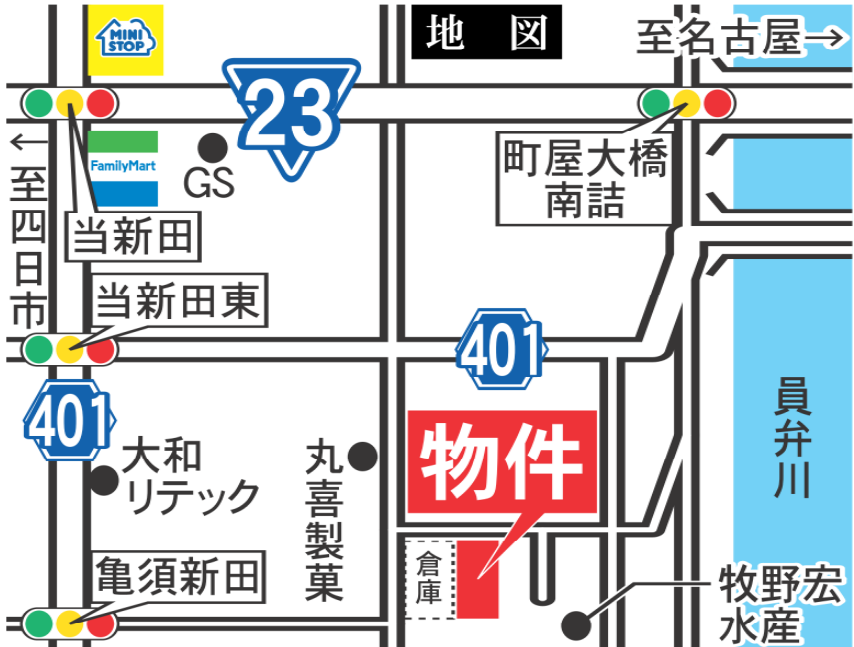 MINI
STOP
地 図
至名古屋→
23
FamilyMart
GS
町屋大橋
南詰
←至四日市
当新田
当新田東
401
401
員弁川
大和
リテック
丸喜製菓
物件
倉庫
亀須新田
牧野宏
水産